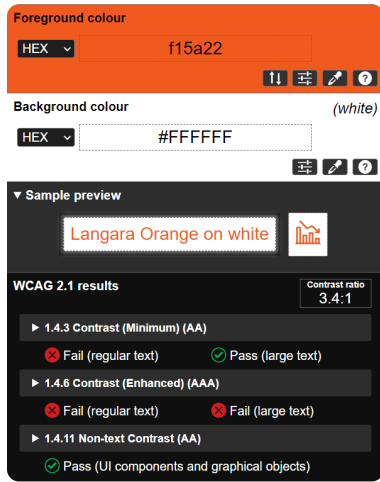 Foreground colour
HEX f15a22
Background colour (white)
HEX #FFFFFF
▼ Sample preview
Langara Orange on white
WCAG 2.1 results
Contrast ratio
3.4:1
▶ 1.4.3 Contrast (Minimum) (AA)
Fail (regular text) Pass (large text)
▶ 1.4.6 Contrast (Enhanced) (AAA)
Fail (regular text) Fail (large text)
▶ 1.4.11 Non-text Contrast (AA)
Pass (UI components and graphical objects)